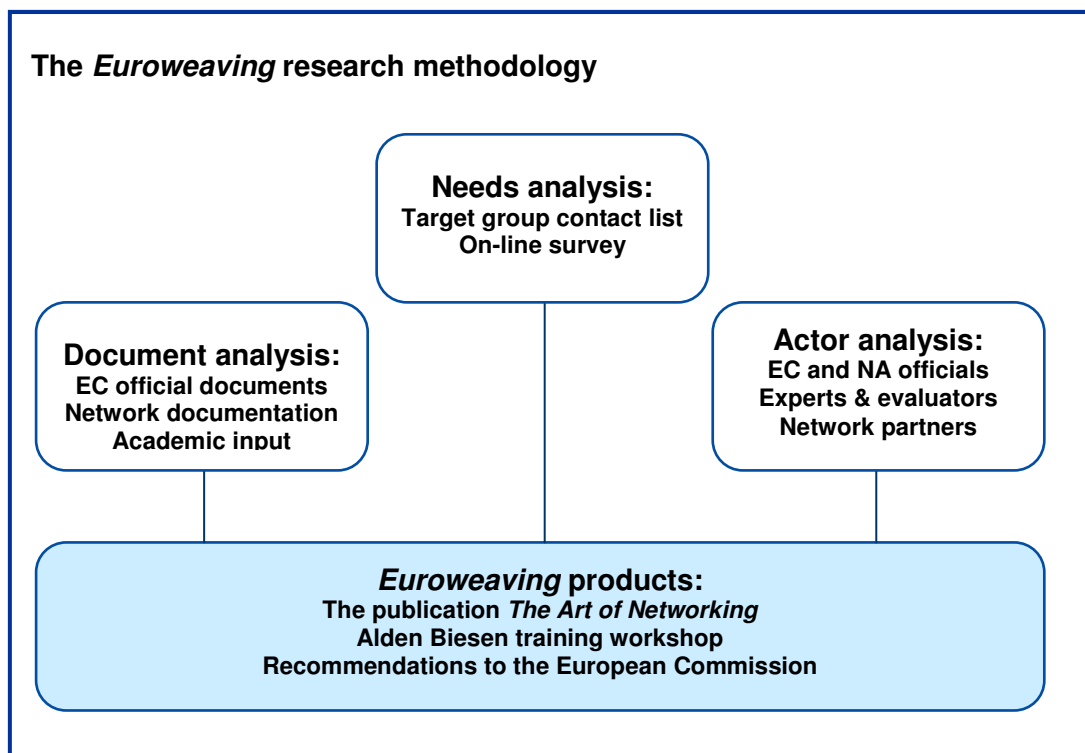 The Euroweaving research methodology
Needs analysis:
Target group contact list
On-line survey
Document analysis:
EC official documents
Network documentation
Academic input
Actor analysis:
EC and NA officials
Experts & evaluators
Network partners
Euroweaving products:
The publication The Art of Networking
Alden Biesen training workshop
Recommendations to the European Commission